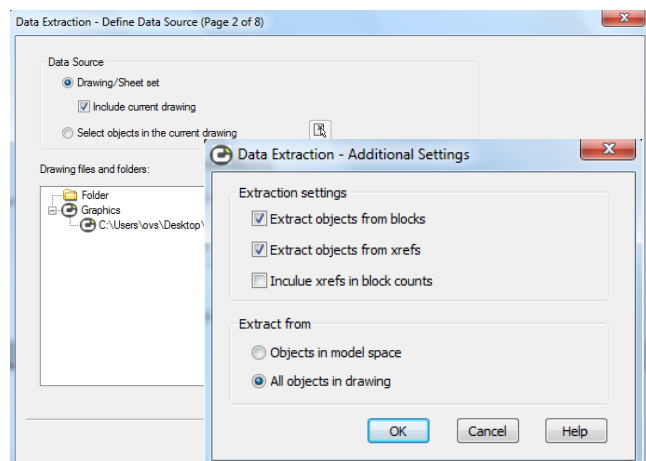 Data Extraction - Define Data Source (Page 2 of 8)
Data Source
Drawing/Sheet set
Include current drawing
Select objects in the current drawing
Drawing files and folders:
Folder
Graphics
C:\Users\ovs\Desktop\
Data Extraction - Additional Settings
Extraction settings
Extract objects from blocks
Extract objects from xrefs
Inculue xrefs in block counts
Extract from
Objects in model space
All objects in drawing
OK Cancel Help